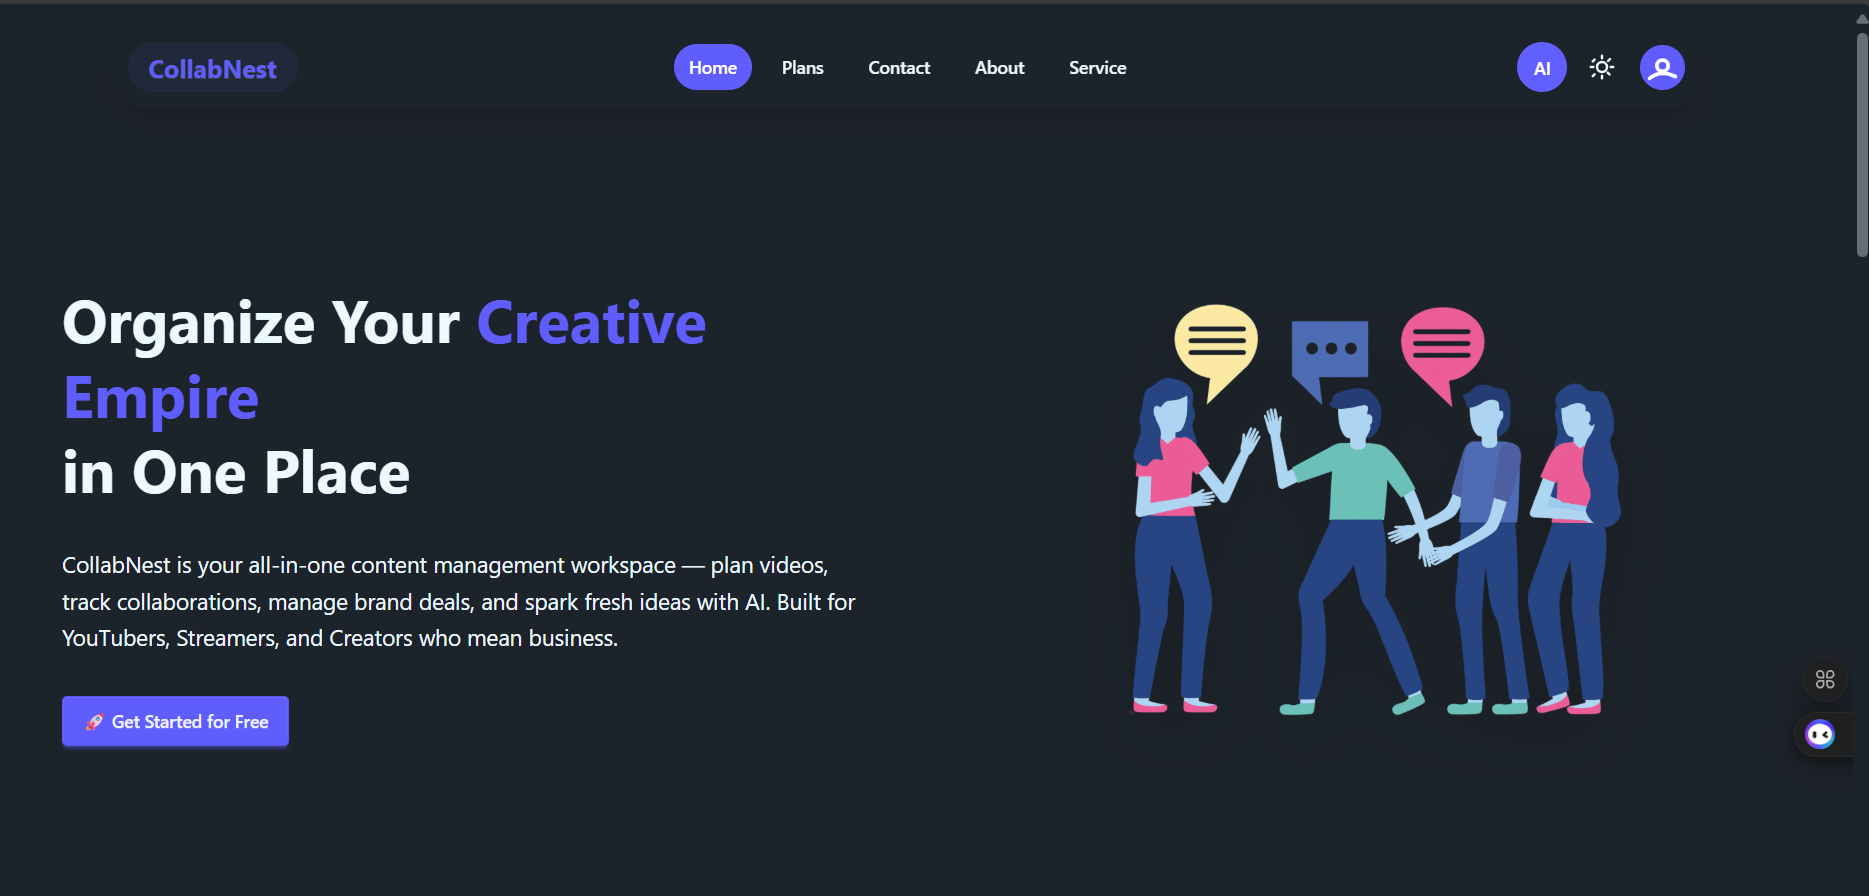 CollabNest
Home Plans Contact About Service
AI
Organize Your Creative
Empire
in One Place
CollabNest is your all-in-one content management workspace — plan videos,
track collaborations, manage brand deals, and spark fresh ideas with AI. Built for
YouTubers, Streamers, and Creators who mean business.
🚀 Get Started for Free